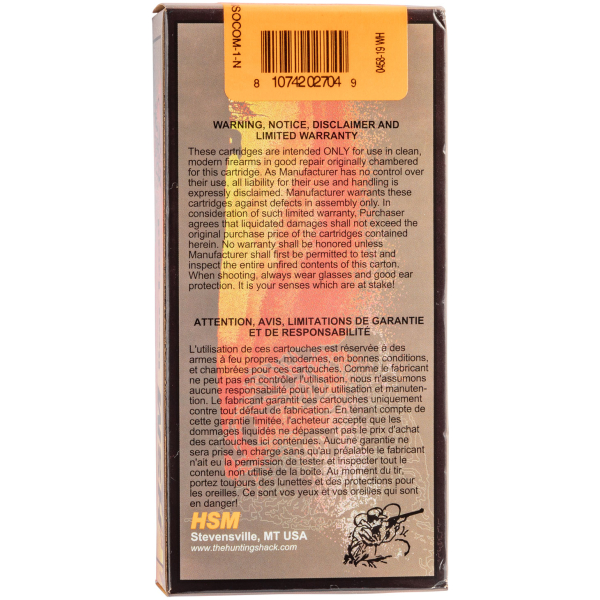 SOCOM-1-N
0458-19 WH
8 10742 02704 9
WARNING, NOTICE, DISCLAIMER AND
LIMITED WARRANTY
These cartridges are intended ONLY for use in clean,
modern firearms in good repair originally chambered
for this cartridge. As Manufacturer has no control over
their use, all liability for their use and handling is
expressly disclaimed. Manufacturer warrants these
cartridges against defects in assembly only. In
consideration of such limited warranty, Purchaser
agrees that liquidated damages shall not exceed the
original purchase price of the cartridges contained
herein. No warranty shall be honored unless
Manufacturer shall first be permitted to test and
inspect the entire unfired contents of this carton.
When shooting, always wear glasses and good ear
protection. It is your senses which are at stake!
ATTENTION, AVIS, LIMITATIONS DE GARANTIE
ET DE RESPONSABILITÉ
L'utilisation de ces cartouches est réservée à des
armes à feu propres, modernes, en bonnes conditions,
et chambrées pour ces cartouches. Comme le fabricant
ne peut pas en contrôler l'utilisation, nous n'assumons
aucune responsabilité pour leur utilisation et manuten-
tion. Le fabricant garantit ces cartouches uniquement
contre tout défaut de fabrication. En tenant compte de
cette garantie limitée, l'acheteur accepte que les
dommages liquidés ne dépassent pas le prix d'achat
des cartouches ci contenues. Aucune garantie ne
sera prise en charge sans qu'au préalable le fabricant
n'ait eu la permission de tester et inspecter tout le
contenu non utilisé de la boite. Au moment du tir,
portez toujours des lunettes et des protections pour
les oreilles. Ce sont vos yeux et vos oreilles qui sont
en danger!
HSM
Stevensville, MT USA
www.thehuntingshack.com